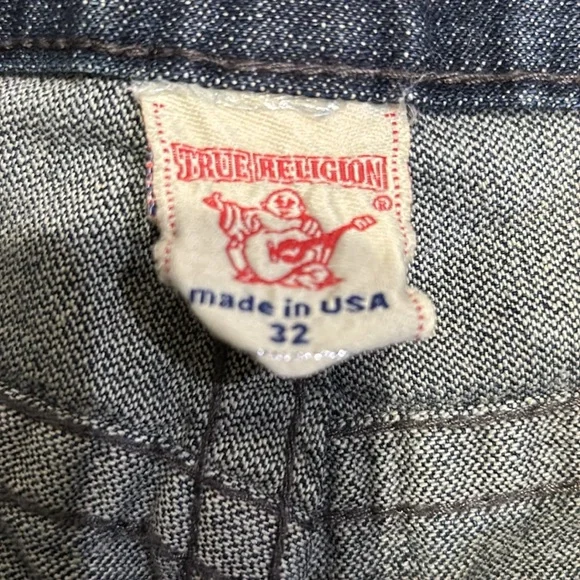 TRUE RELIGION
®
made in USA
32